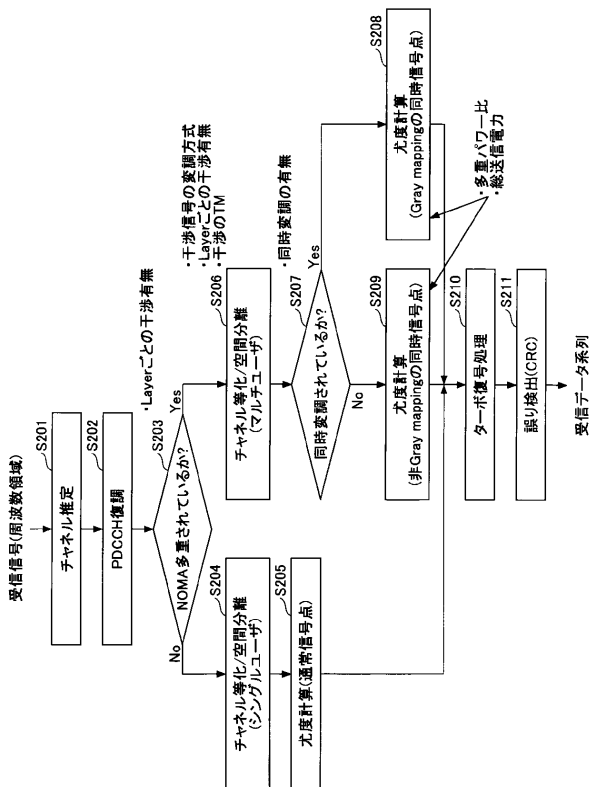 受信信号(周波数領域)
S201
チャネル推定
S202
PDCCH復調
・Layerごとの干渉有無
S203
NOMA多重されているか?
No
Yes
S204
チャネル等化/空間分離
(シングルユーザ)
S205
尤度計算(通常信号点)
・干渉信号の変調方式
・Layerごとの干渉有無
・干渉のTM
S206
チャネル等化/空間分離
(マルチユーザ)
・同時変調の有無
S207
同時変調されているか?
Yes
No
S208
尤度計算
(Gray mappingの同時信号点)
S209
尤度計算
(非Gray mappingの同時信号点)
・多重パワー比
・総送信電力
S210
ターボ復号処理
S211
誤り検出(CRC)
受信データ系列